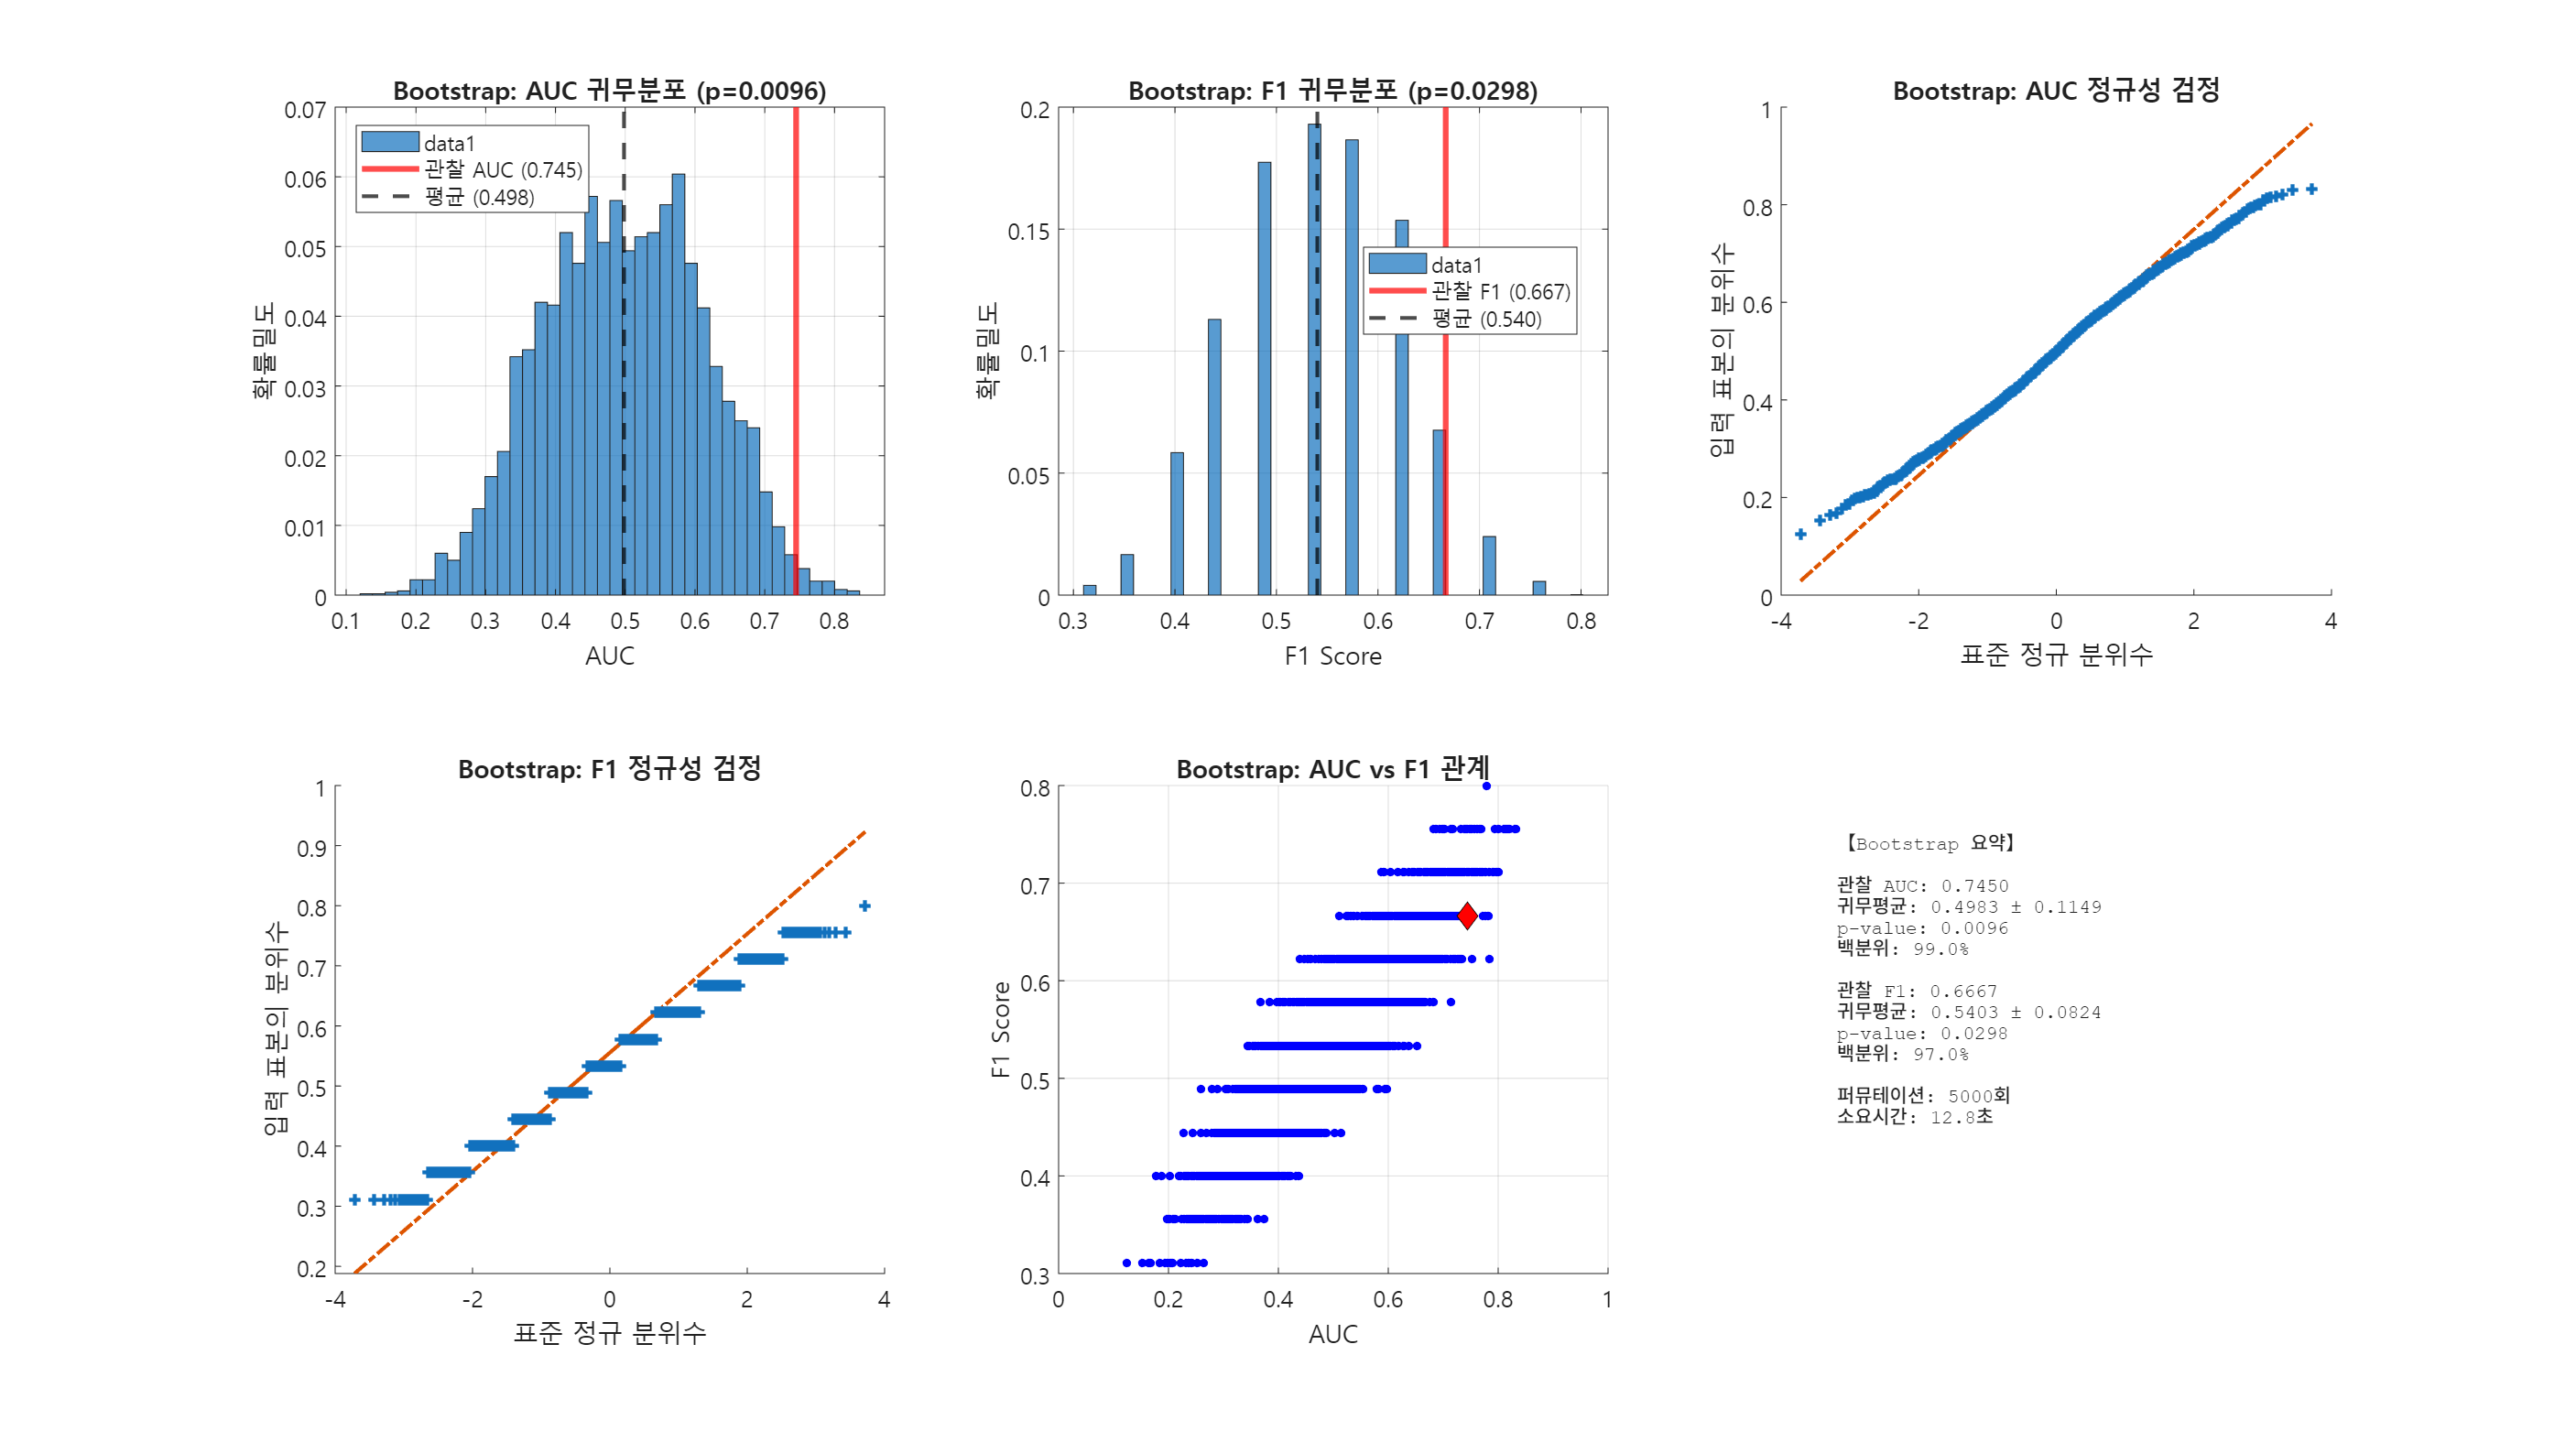 Bootstrap: AUC 귀무분포 (p=0.0096)
0.07
0.06
0.05
0.04
0.03
0.02
0.01
0
확률밀도
data1
관찰 AUC (0.745)
평균 (0.498)
0.1 0.2 0.3 0.4 0.5 0.6 0.7 0.8
AUC
Bootstrap: F1 귀무분포 (p=0.0298)
0.2
0.15
0.1
0.05
0
확률밀도
data1
관찰 F1 (0.667)
평균 (0.540)
0.3 0.4 0.5 0.6 0.7 0.8
F1 Score
Bootstrap: AUC 정규성 검정
1
0.8
0.6
0.4
0.2
0
입력 표본의 분위수
-4 -2 0 2 4
표준 정규 분위수
Bootstrap: F1 정규성 검정
1
0.9
0.8
0.7
0.6
0.5
0.4
0.3
0.2
입력 표본의 분위수
-4 -2 0 2 4
표준 정규 분위수
Bootstrap: AUC vs F1 관계
0.8
0.7
0.6
0.5
0.4
0.3
F1 Score
0 0.2 0.4 0.6 0.8 1
AUC
【Bootstrap 요약】
관찰 AUC: 0.7450
귀무평균: 0.4983 ± 0.1149
p-value: 0.0096
백분위: 99.0%
관찰 F1: 0.6667
귀무평균: 0.5403 ± 0.0824
p-value: 0.0298
백분위: 97.0%
퍼뮤테이션: 5000회
소요시간: 12.8초